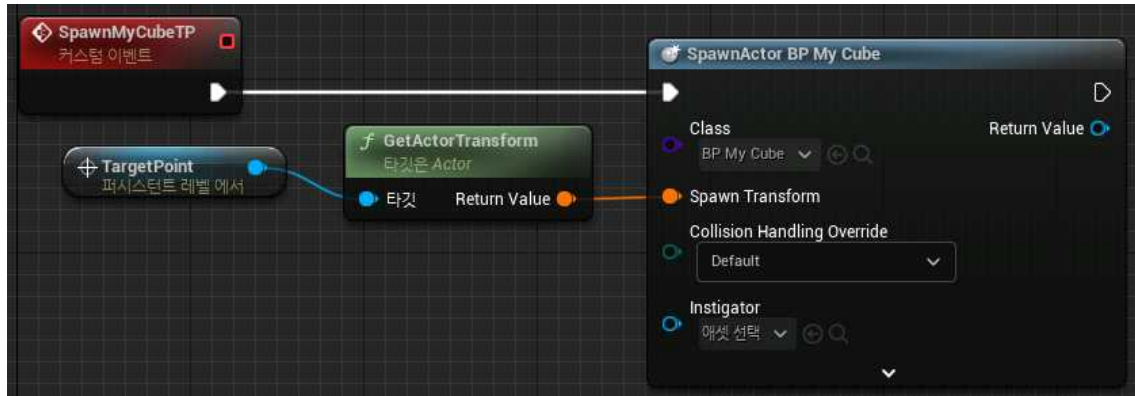 SpawnMyCubeTP
커스텀 이벤트
SpawnActor BP My Cube
TargetPoint
퍼시스턴트 레벨 에서
f GetActorTransform
타깃은 Actor
타깃 Return Value
Class
BP My Cube
Return Value
Spawn Transform
Collision Handling Override
Default
Instigator
애셋 선택